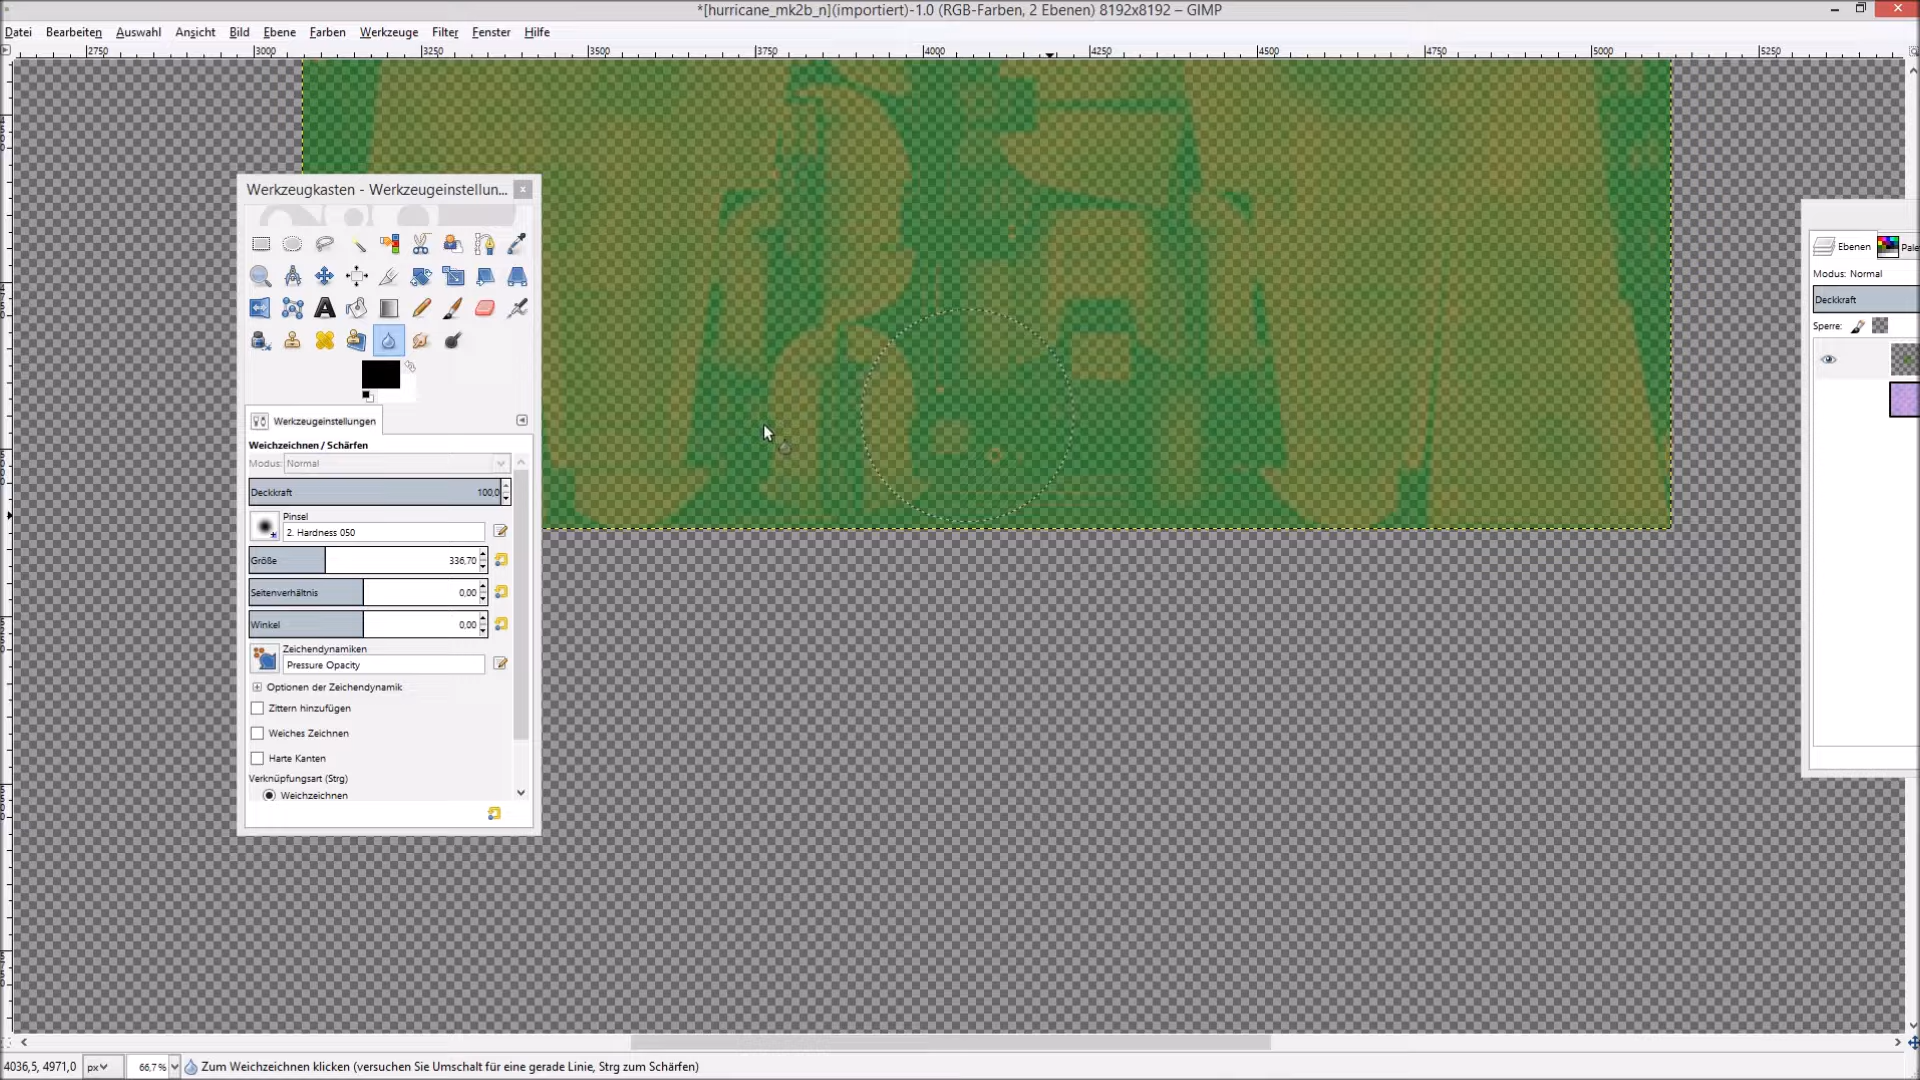 *[hurricane_mk2b_n](importiert)-1.0 (RGB-Farben, 2 Ebenen) 8192x8192 – GIMP
Datei Bearbeiten Auswahl Ansicht Bild Ebene Farben Werkzeuge Filter Fenster Hilfe
2750 3000 3250 3500 3750 4000 4250 4500 4750 5000 5250
Werkzeugkasten - Werkzeugeinstellun...
Werkzeugeinstellungen
Weichzeichnen / Schärfen
Modus: Normal
Deckkraft 100,0
Pinsel
2. Hardness 050
Größe 336,70
Seitenverhältnis 0,00
Winkel 0,00
Zeichendynamiken
Pressure Opacity
Optionen der Zeichendynamik
Zittern hinzufügen
Weiches Zeichnen
Harte Kanten
Verknüpfungsart (Strg)
Weichzeichnen
Ebenen Pale
Modus: Normal
Deckkraft
Sperre:
4036,5, 4971,0 px 66,7% Zum Weichzeichnen klicken (versuchen Sie Umschalt für eine gerade Linie, Strg zum Schärfen)